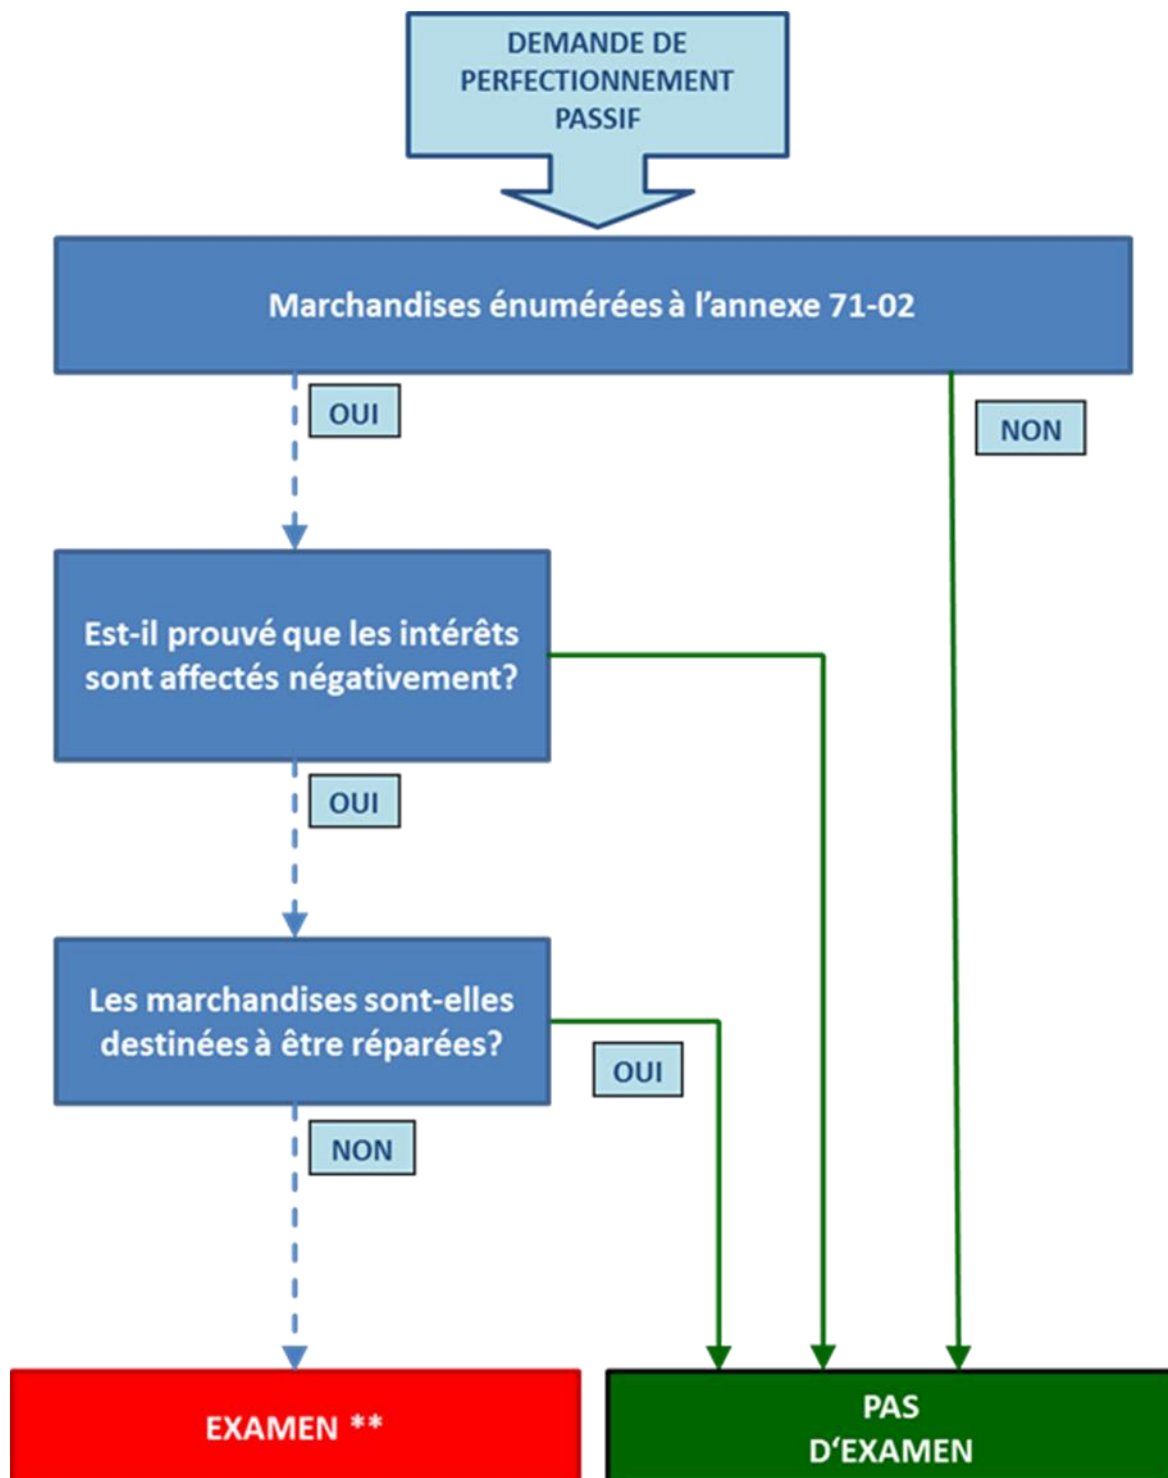 DEMANDE DE
PERFECTIONNEMENT
PASSIF
Marchandises énumérées à l’annexe 71-02
OUI
NON
Est-il prouvé que les intérêts
sont affectés négativement?
OUI
Les marchandises sont-elles
destinées à être réparées?
OUI
NON
EXAMEN **
PAS
D‘EXAMEN